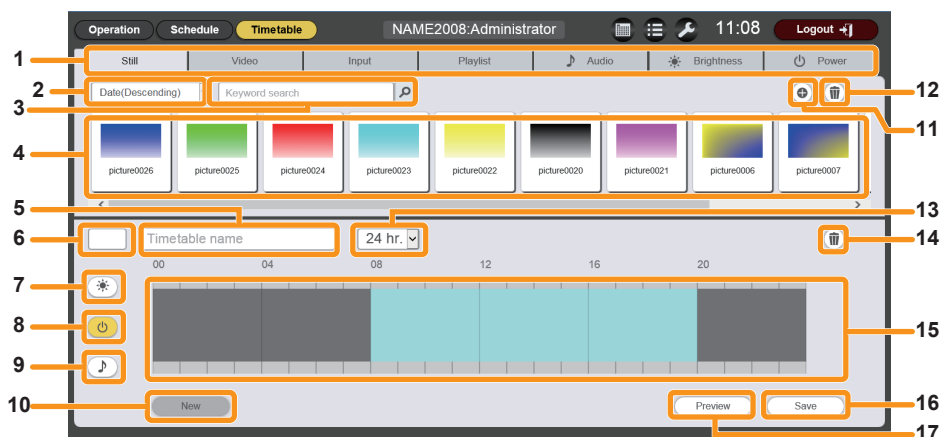 Operation Schedule Timetable NAME2008:Administrator 11:08 Logout
1 Still Video Input Playlist Audio Brightness Power
2 Date(Descending) Keyword search 12
3 11
4 picture0026 picture0025 picture0024 picture0023 picture0022 picture0020 picture0021 picture0006 picture0007
5 13
6 Timetable name 24 hr. 14
00 04 08 12 16 20
7
8 15
9
10 New Preview Save 16
17